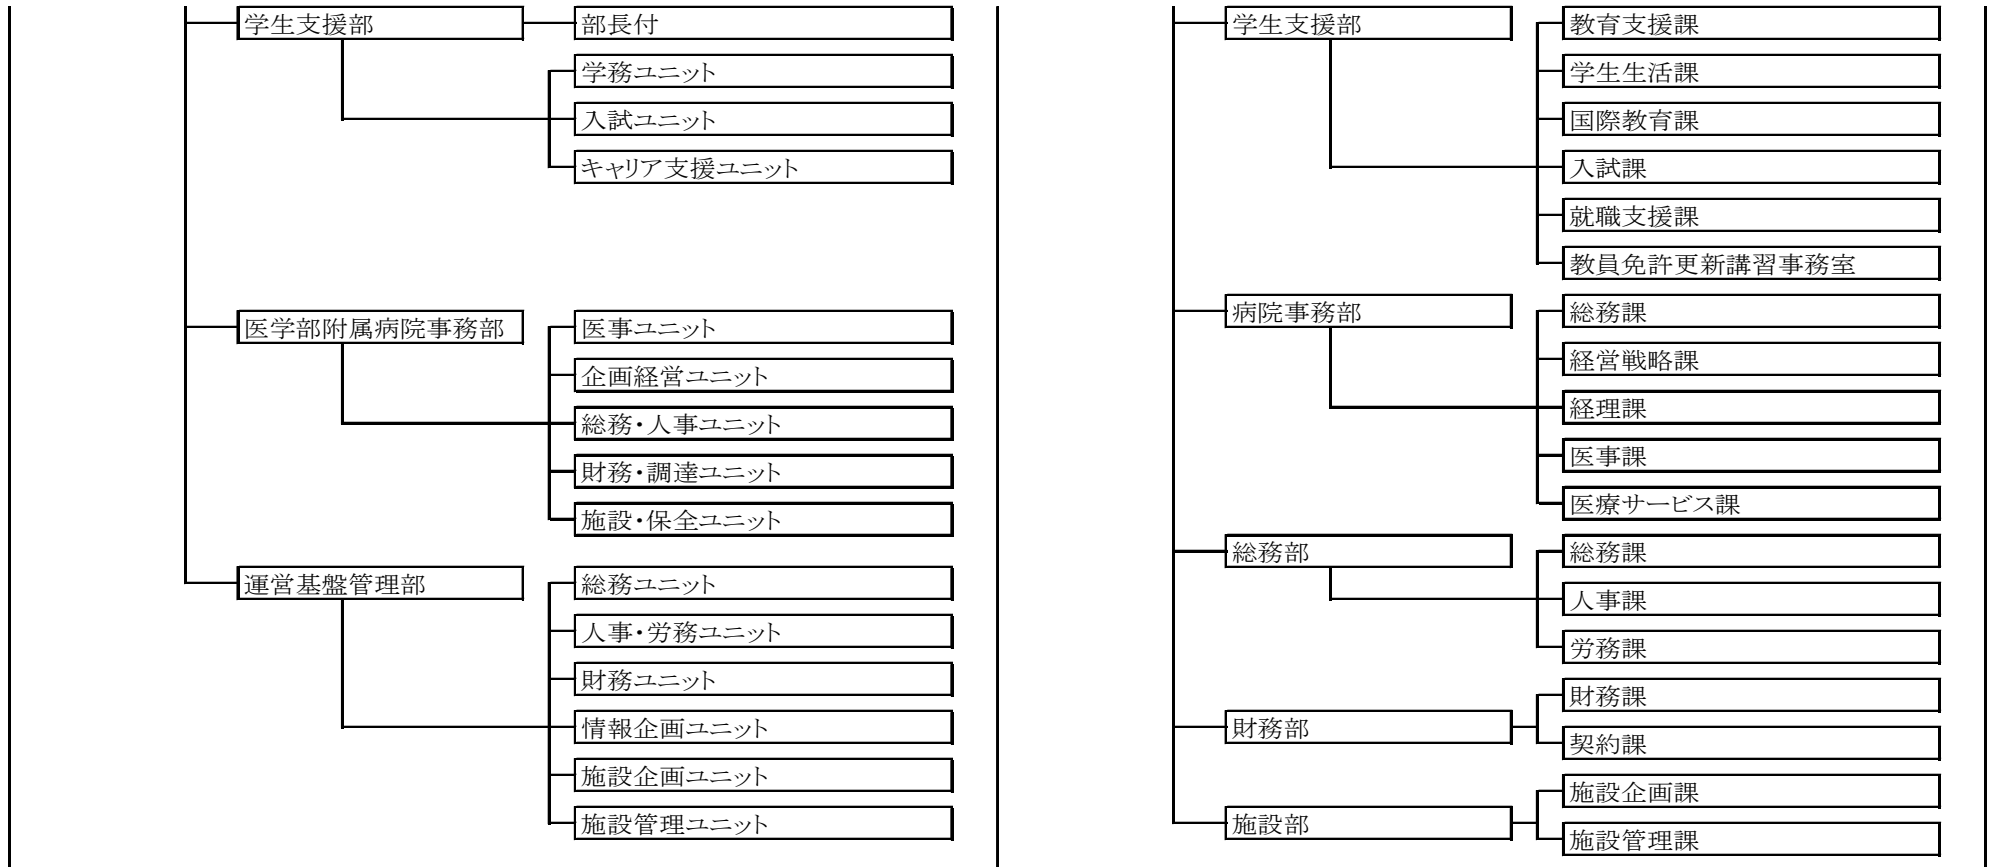 学生支援部
部長付
学務ユニット
入試ユニット
キャリア支援ユニット
医学部附属病院事務部
医事ユニット
企画経営ユニット
総務・人事ユニット
財務・調達ユニット
施設・保全ユニット
運営基盤管理部
総務ユニット
人事・労務ユニット
財務ユニット
情報企画ユニット
施設企画ユニット
施設管理ユニット
学生支援部
教育支援課
学生生活課
国際教育課
入試課
就職支援課
教員免許更新講習事務室
病院事務部
総務課
経営戦略課
経理課
医事課
医療サービス課
総務部
総務課
人事課
労務課
財務部
財務課
契約課
施設部
施設企画課
施設管理課